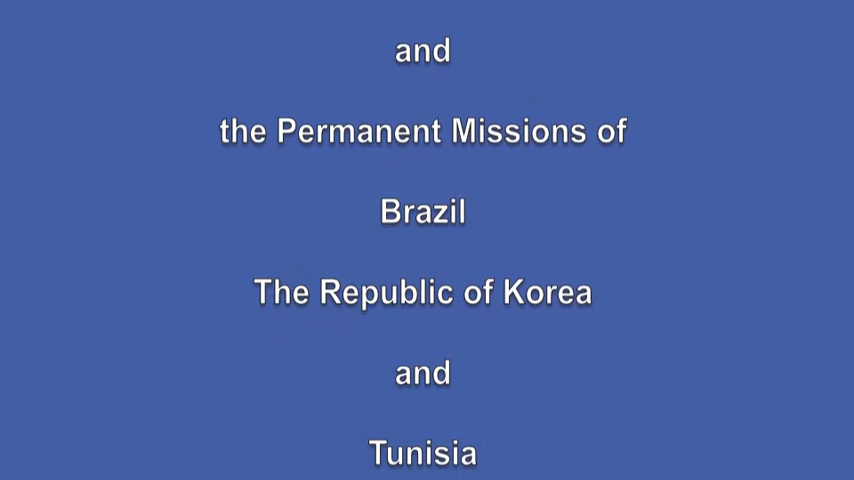 and
the Permanent Missions of
Brazil
The Republic of Korea
and
Tunisia